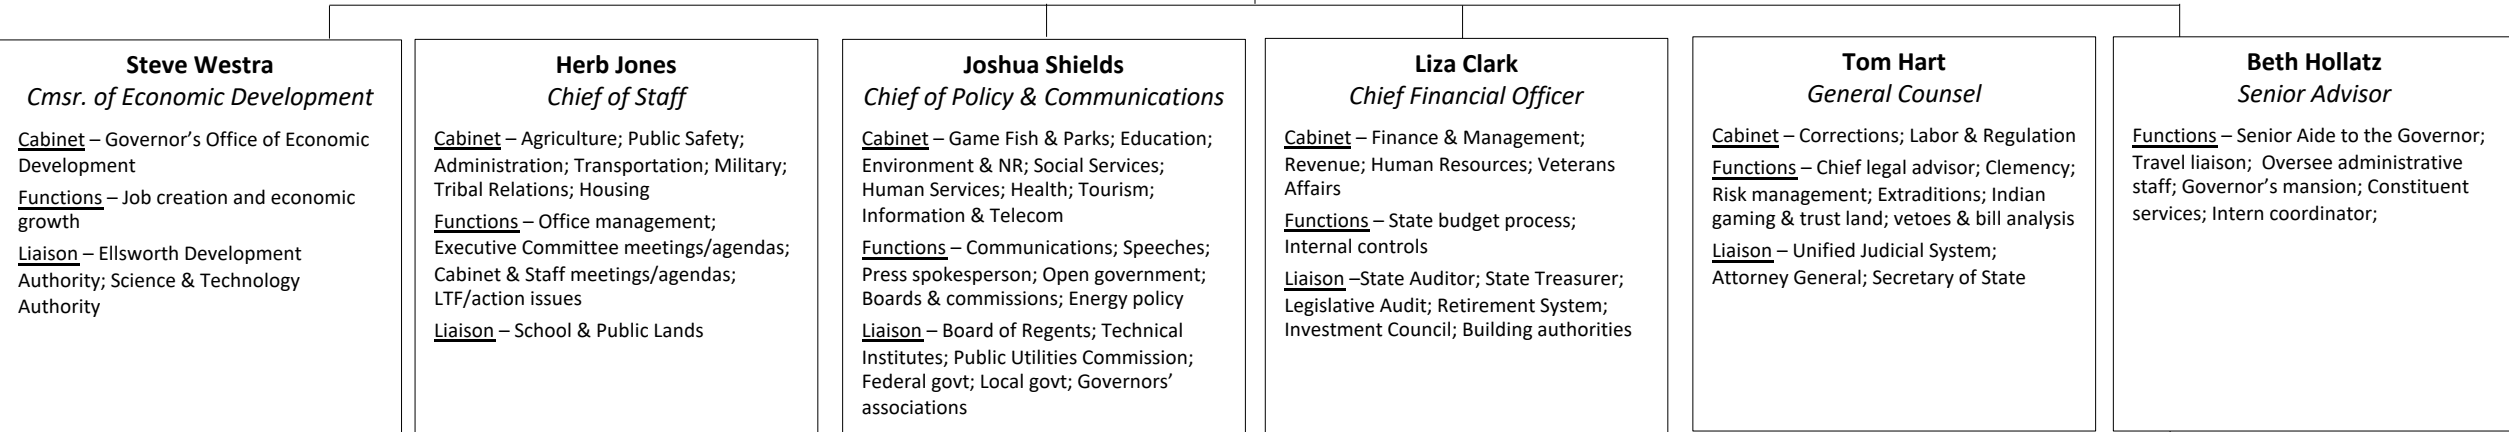 Steve Westra
Cmsr. of Economic Development
Cabinet – Governor’s Office of Economic
Development
Functions – Job creation and economic
growth
Liaison – Ellsworth Development
Authority; Science & Technology
Authority
Herb Jones
Chief of Staff
Cabinet – Agriculture; Public Safety;
Administration; Transportation; Military;
Tribal Relations; Housing
Functions – Office management;
Executive Committee meetings/agendas;
Cabinet & Staff meetings/agendas;
LTF/action issues
Liaison – School & Public Lands
Joshua Shields
Chief of Policy & Communications
Cabinet – Game Fish & Parks; Education;
Environment & NR; Social Services;
Human Services; Health; Tourism;
Information & Telecom
Functions – Communications; Speeches;
Press spokesperson; Open government;
Boards & commissions; Energy policy
Liaison – Board of Regents; Technical
Institutes; Public Utilities Commission;
Federal govt; Local govt; Governors’
associations
Liza Clark
Chief Financial Officer
Cabinet – Finance & Management;
Revenue; Human Resources; Veterans
Affairs
Functions – State budget process;
Internal controls
Liaison –State Auditor; State Treasurer;
Legislative Audit; Retirement System;
Investment Council; Building authorities
Tom Hart
General Counsel
Cabinet – Corrections; Labor & Regulation
Functions – Chief legal advisor; Clemency;
Risk management; Extraditions; Indian
gaming & trust land; vetoes & bill analysis
Liaison – Unified Judicial System;
Attorney General; Secretary of State
Beth Hollatz
Senior Advisor
Functions – Senior Aide to the Governor;
Travel liaison;  Oversee administrative
staff; Governor’s mansion; Constituent
services; Intern coordinator;